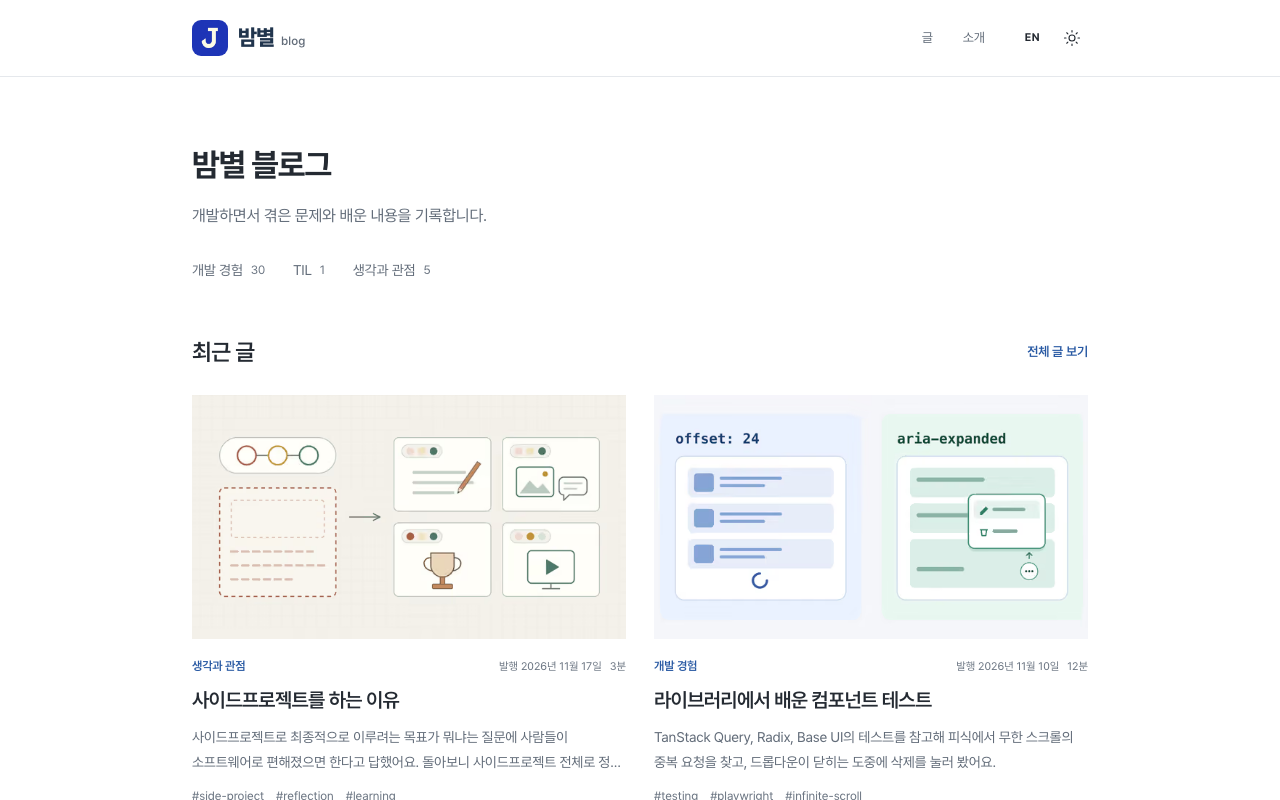 J 밤별 blog
글 소개 EN
밤별 블로그
개발하면서 겪은 문제와 배운 내용을 기록합니다.
개발 경험 30 TIL 1 생각과 관점 5
최근 글
전체 글 보기
생각과 관점 발행 2026년 11월 17일 3분
사이드프로젝트를 하는 이유
사이드프로젝트로 최종적으로 이루려는 목표가 뭐냐는 질문에 사람들이
소프트웨어로 편해졌으면 한다고 답했어요. 돌아보니 사이드프로젝트 전체로 정...
#side-project #reflection #learning
offset: 24
aria-expanded
개발 경험 발행 2026년 11월 10일 12분
라이브러리에서 배운 컴포넌트 테스트
TanStack Query, Radix, Base UI의 테스트를 참고해 피식에서 무한 스크롤의
중복 요청을 찾고, 드롭다운이 닫히는 도중에 삭제를 눌러 봤어요.
#testing #playwright #infinite-scroll